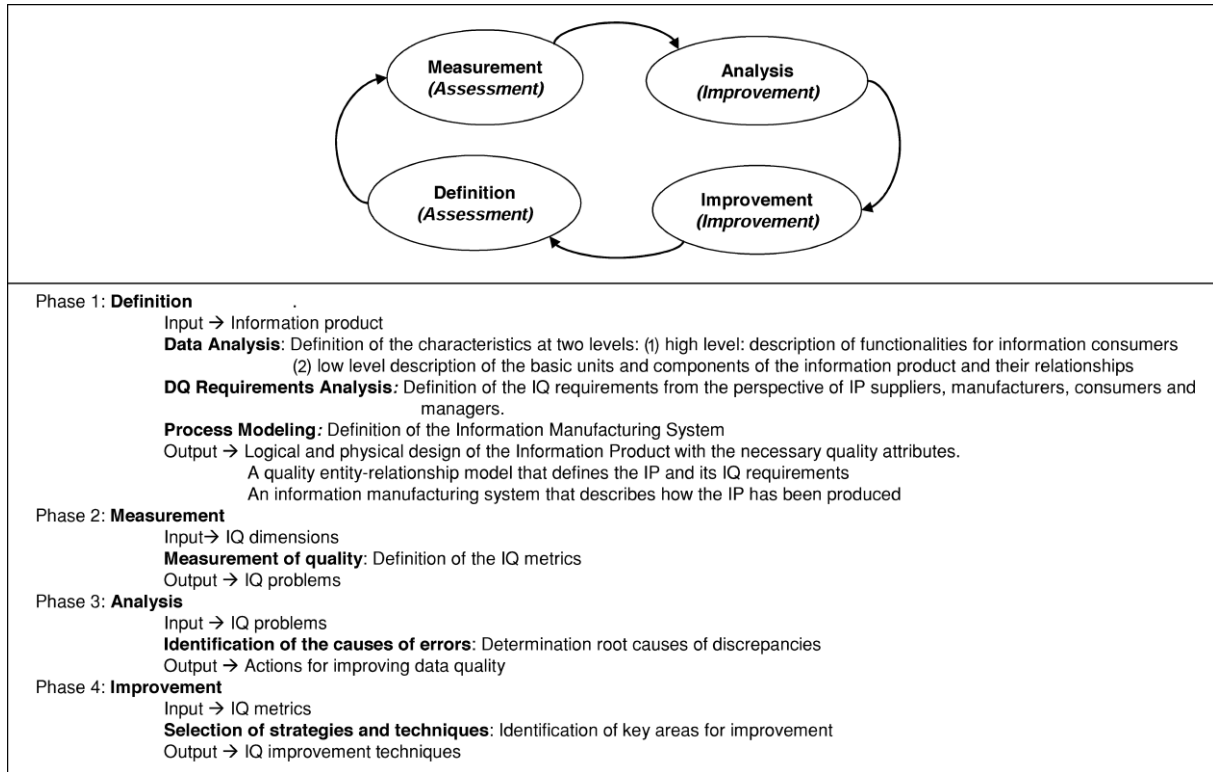 Measurement
(Assessment)
Analysis
(Improvement)
Definition
(Assessment)
Improvement
(Improvement)
Phase 1: Definition .
Input → Information product
Data Analysis: Definition of the characteristics at two levels: (1) high level: description of functionalities for information consumers
(2) low level description of the basic units and components of the information product and their relationships
DQ Requirements Analysis: Definition of the IQ requirements from the perspective of IP suppliers, manufacturers, consumers and
managers.
Process Modeling: Definition of the Information Manufacturing System
Output → Logical and physical design of the Information Product with the necessary quality attributes.
A quality entity-relationship model that defines the IP and its IQ requirements
An information manufacturing system that describes how the IP has been produced
Phase 2: Measurement
Input→ IQ dimensions
Measurement of quality: Definition of the IQ metrics
Output → IQ problems
Phase 3: Analysis
Input → IQ problems
Identification of the causes of errors: Determination root causes of discrepancies
Output → Actions for improving data quality
Phase 4: Improvement
Input → IQ metrics
Selection of strategies and techniques: Identification of key areas for improvement
Output → IQ improvement techniques